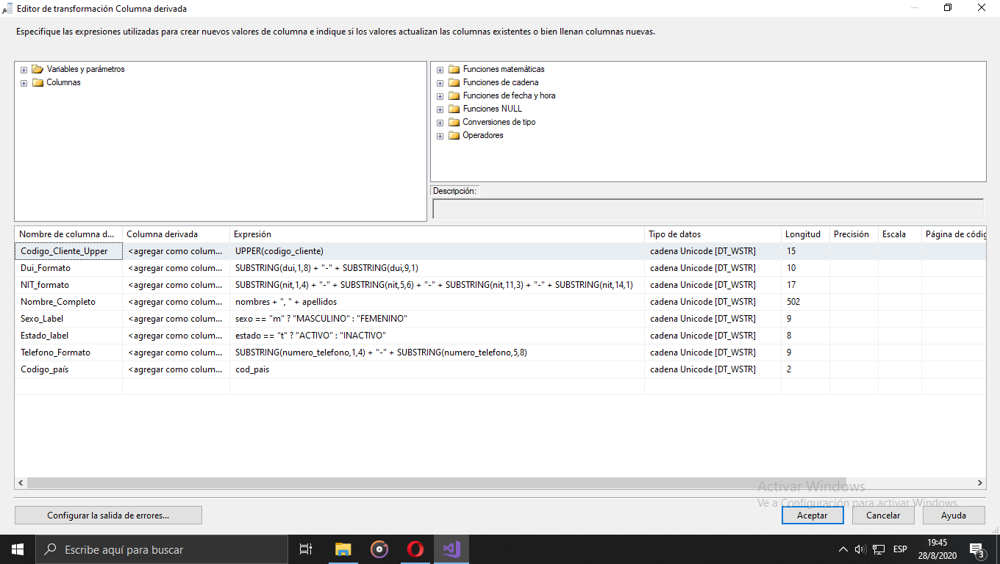 Editor de transformación Columna derivada
Especifique las expresiones utilizadas para crear nuevos valores de columna e indique si los valores actualizan las columnas existentes o bien llenan columnas nuevas.
Variables y parámetros
Columnas
Funciones matemáticas
Funciones de cadena
Funciones de fecha y hora
Funciones NULL
Conversiones de tipo
Operadores
Descripción:
Nombre de columna d... Columna derivada Expresión Tipo de datos Longitud Precisión Escala Página de códig
Codigo_Cliente_Upper <agregar como colum... UPPER(codigo_cliente) cadena Unicode [DT_WSTR] 15
Dui_Formato <agregar como colum... SUBSTRING(dui,1,8) + "-" + SUBSTRING(dui,9,1) cadena Unicode [DT_WSTR] 10
NIT_formato <agregar como colum... SUBSTRING(nit,1,4) + "-" + SUBSTRING(nit,5,6) + "-" + SUBSTRING(nit,11,3) + "-" + SUBSTRING(nit,14,1) cadena Unicode [DT_WSTR] 17
Nombre_Completo <agregar como colum... nombres + ", " + apellidos cadena Unicode [DT_WSTR] 502
Sexo_Label <agregar como colum... sexo == "m" ? "MASCULINO" : "FEMENINO" cadena Unicode [DT_WSTR] 9
Estado_label <agregar como colum... estado == "t" ? "ACTIVO" : "INACTIVO" cadena Unicode [DT_WSTR] 8
Telefono_Formato <agregar como colum... SUBSTRING(numero_telefono,1,4) + "-" + SUBSTRING(numero_telefono,5,8) cadena Unicode [DT_WSTR] 9
Codigo_país <agregar como colum... cod_pais cadena Unicode [DT_WSTR] 2
Activar Windows
Ve a Configuración para activar Windows.
Configurar la salida de errores... Aceptar Cancelar Ayuda
Escribe aquí para buscar
ESP
19:45
28/8/2020
3